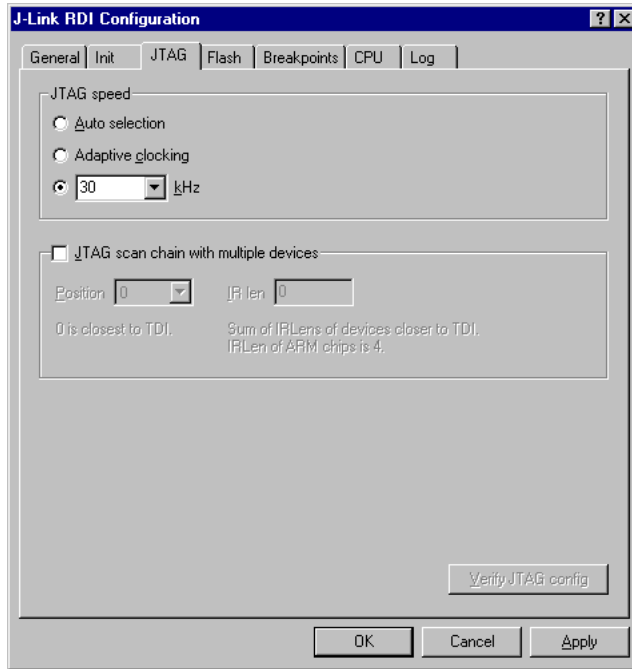 J-Link RDI Configuration
General Init JTAG Flash Breakpoints CPU Log
JTAG speed
Auto selection
Adaptive clocking
30 kHz
JTAG scan chain with multiple devices
Position 0 IR len 0
0 is closest to TDI. Sum of IRLens of devices closer to TDI.
IRLen of ARM chips is 4.
Verify JTAG config
OK Cancel Apply